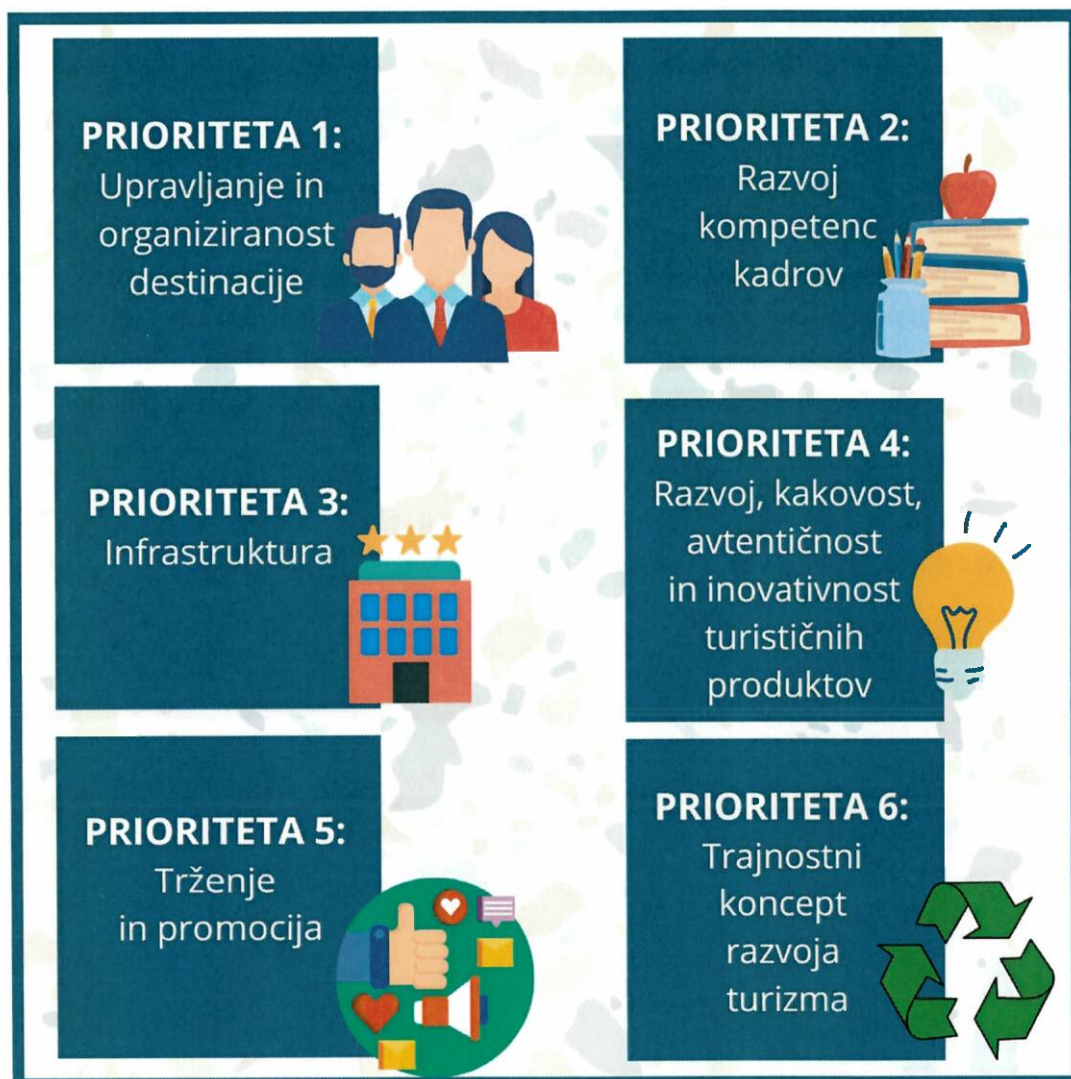 PRIORITETA 1:
Upravljanje in
organiziranost
destinacije
PRIORITETA 2:
Razvoj
kompetenc
kadrov
PRIORITETA 3:
Infrastruktura
PRIORITETA 4:
Razvoj, kakovost,
avtentičnost
in inovativnost
turističnih
produktov
PRIORITETA 5:
Trženje
in promocija
PRIORITETA 6:
Trajnostni
koncept
razvoja
turizma